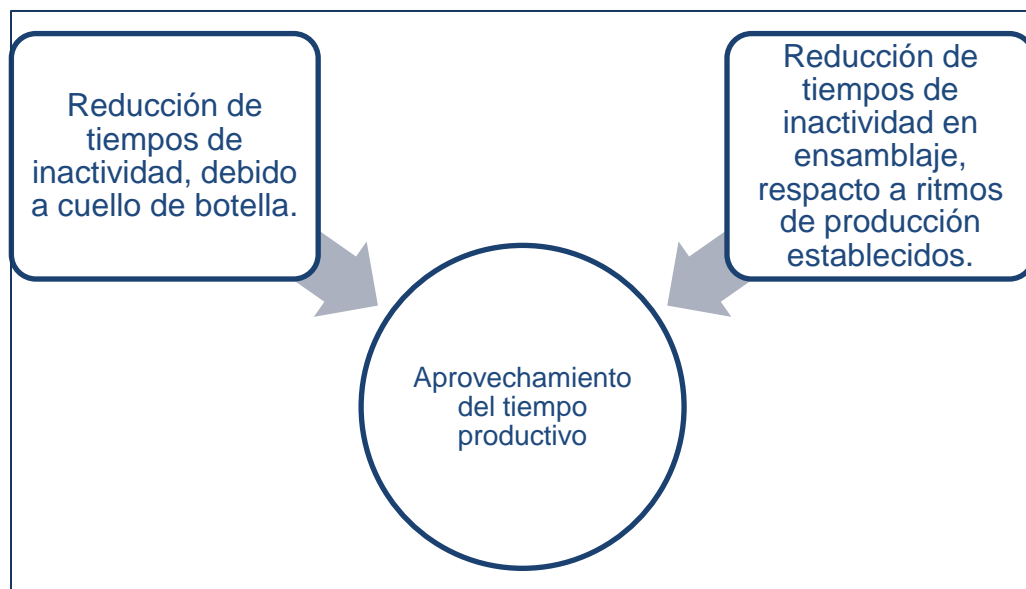 Reducción de
tiempos de
inactividad, debido
a cuello de botella.
Reducción de
tiempos de
inactividad en
ensamblaje,
respacto a ritmos
de producción
establecidos.
Aprovechamiento
del tiempo
productivo